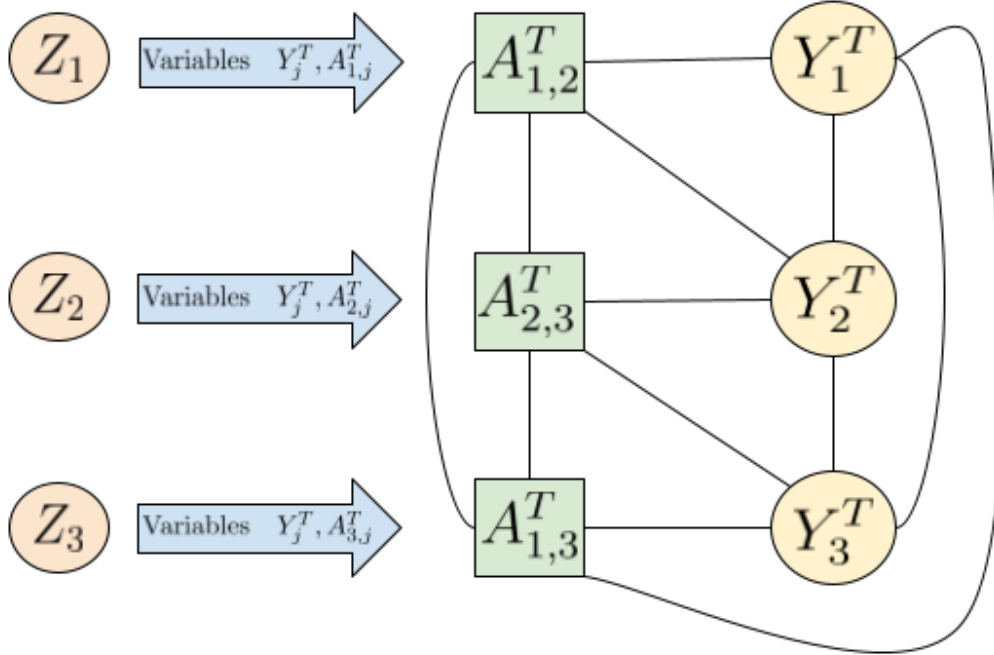 Z_1 Variables Y_j^T, A_{1,j}^T A_{1,2}^T Y_1^T
Z_2 Variables Y_j^T, A_{2,j}^T A_{2,3}^T Y_2^T
Z_3 Variables Y_j^T, A_{3,j}^T A_{1,3}^T Y_3^T